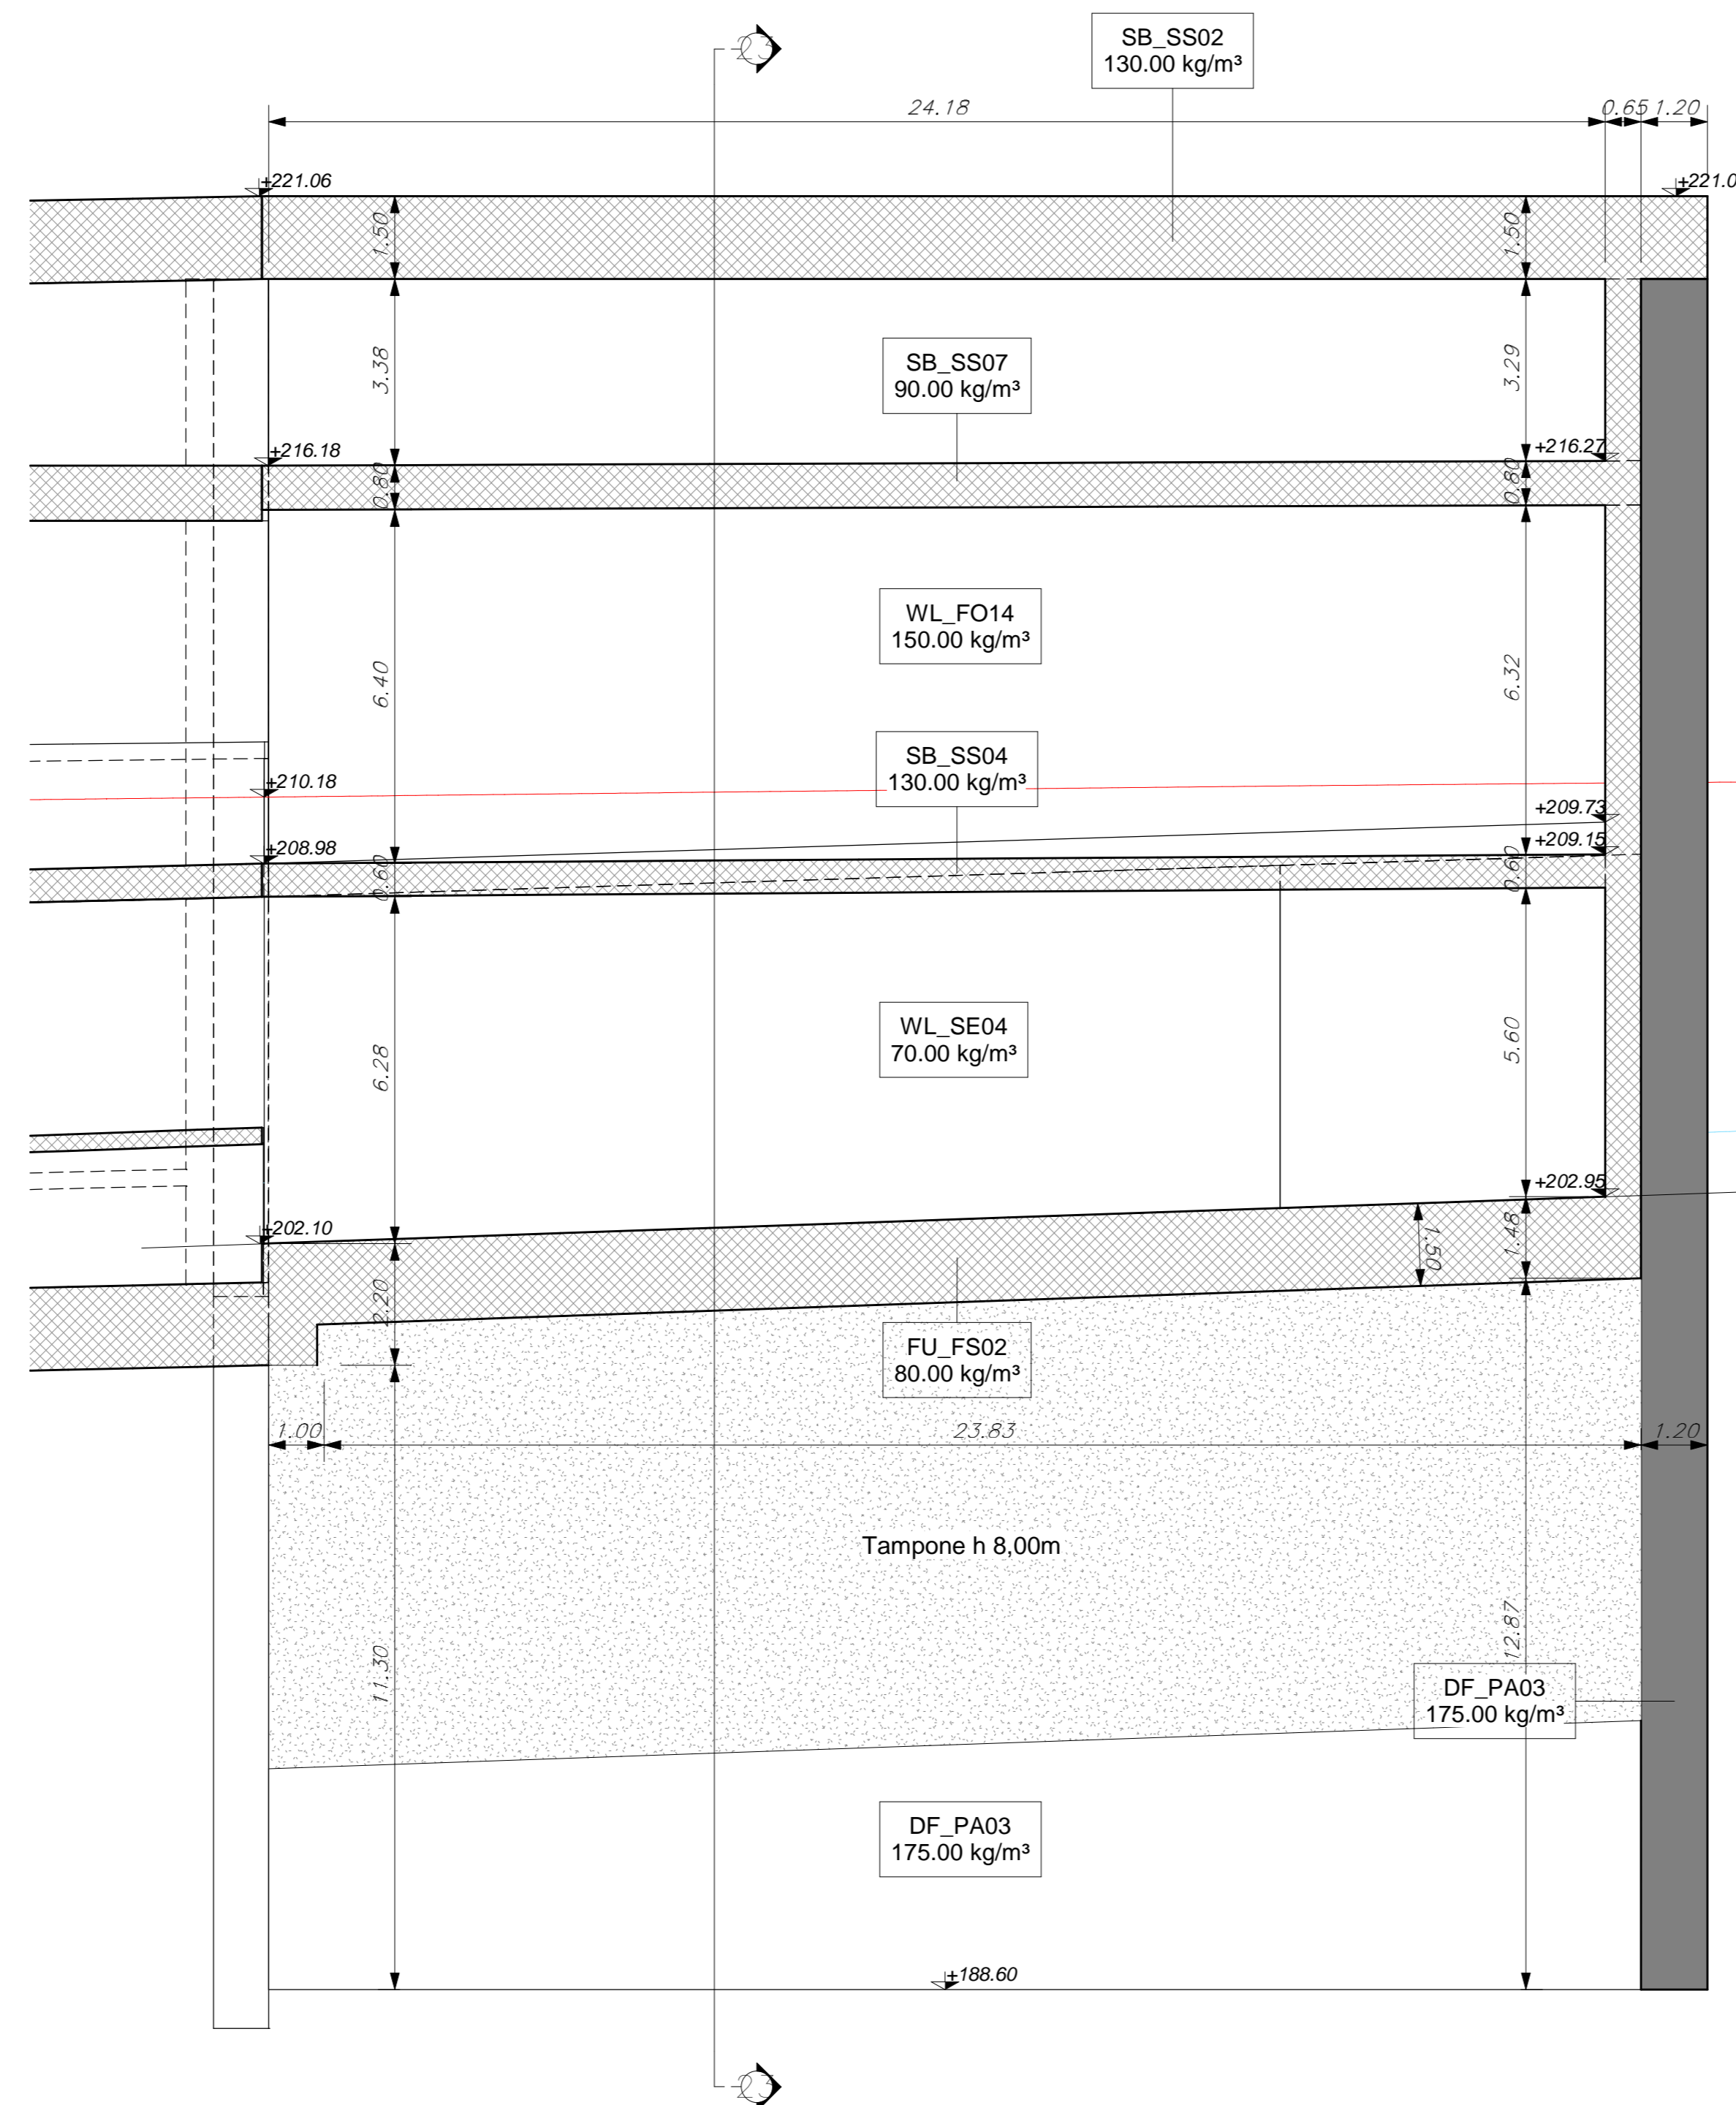 23
SB_SS02
130.00 kg/m³
24.18
0.65
1.20
+221.06
+221.0
1.50
1.50
SB_SS07
90.00 kg/m³
3.38
3.29
+216.18
+216.27
0.80
0.80
WL_FO14
150.00 kg/m³
6.40
6.32
SB_SS04
130.00 kg/m³
+210.18
+209.73
+208.98
+209.15
0.60
0.60
WL_SE04
70.00 kg/m³
6.28
5.60
+202.95
+202.10
1.48
1.50
2.20
FU_FS02
80.00 kg/m³
1.00
23.83
1.20
Tampone h 8,00m
11.30
12.87
DF_PA03
175.00 kg/m³
DF_PA03
175.00 kg/m³
+188.60
23